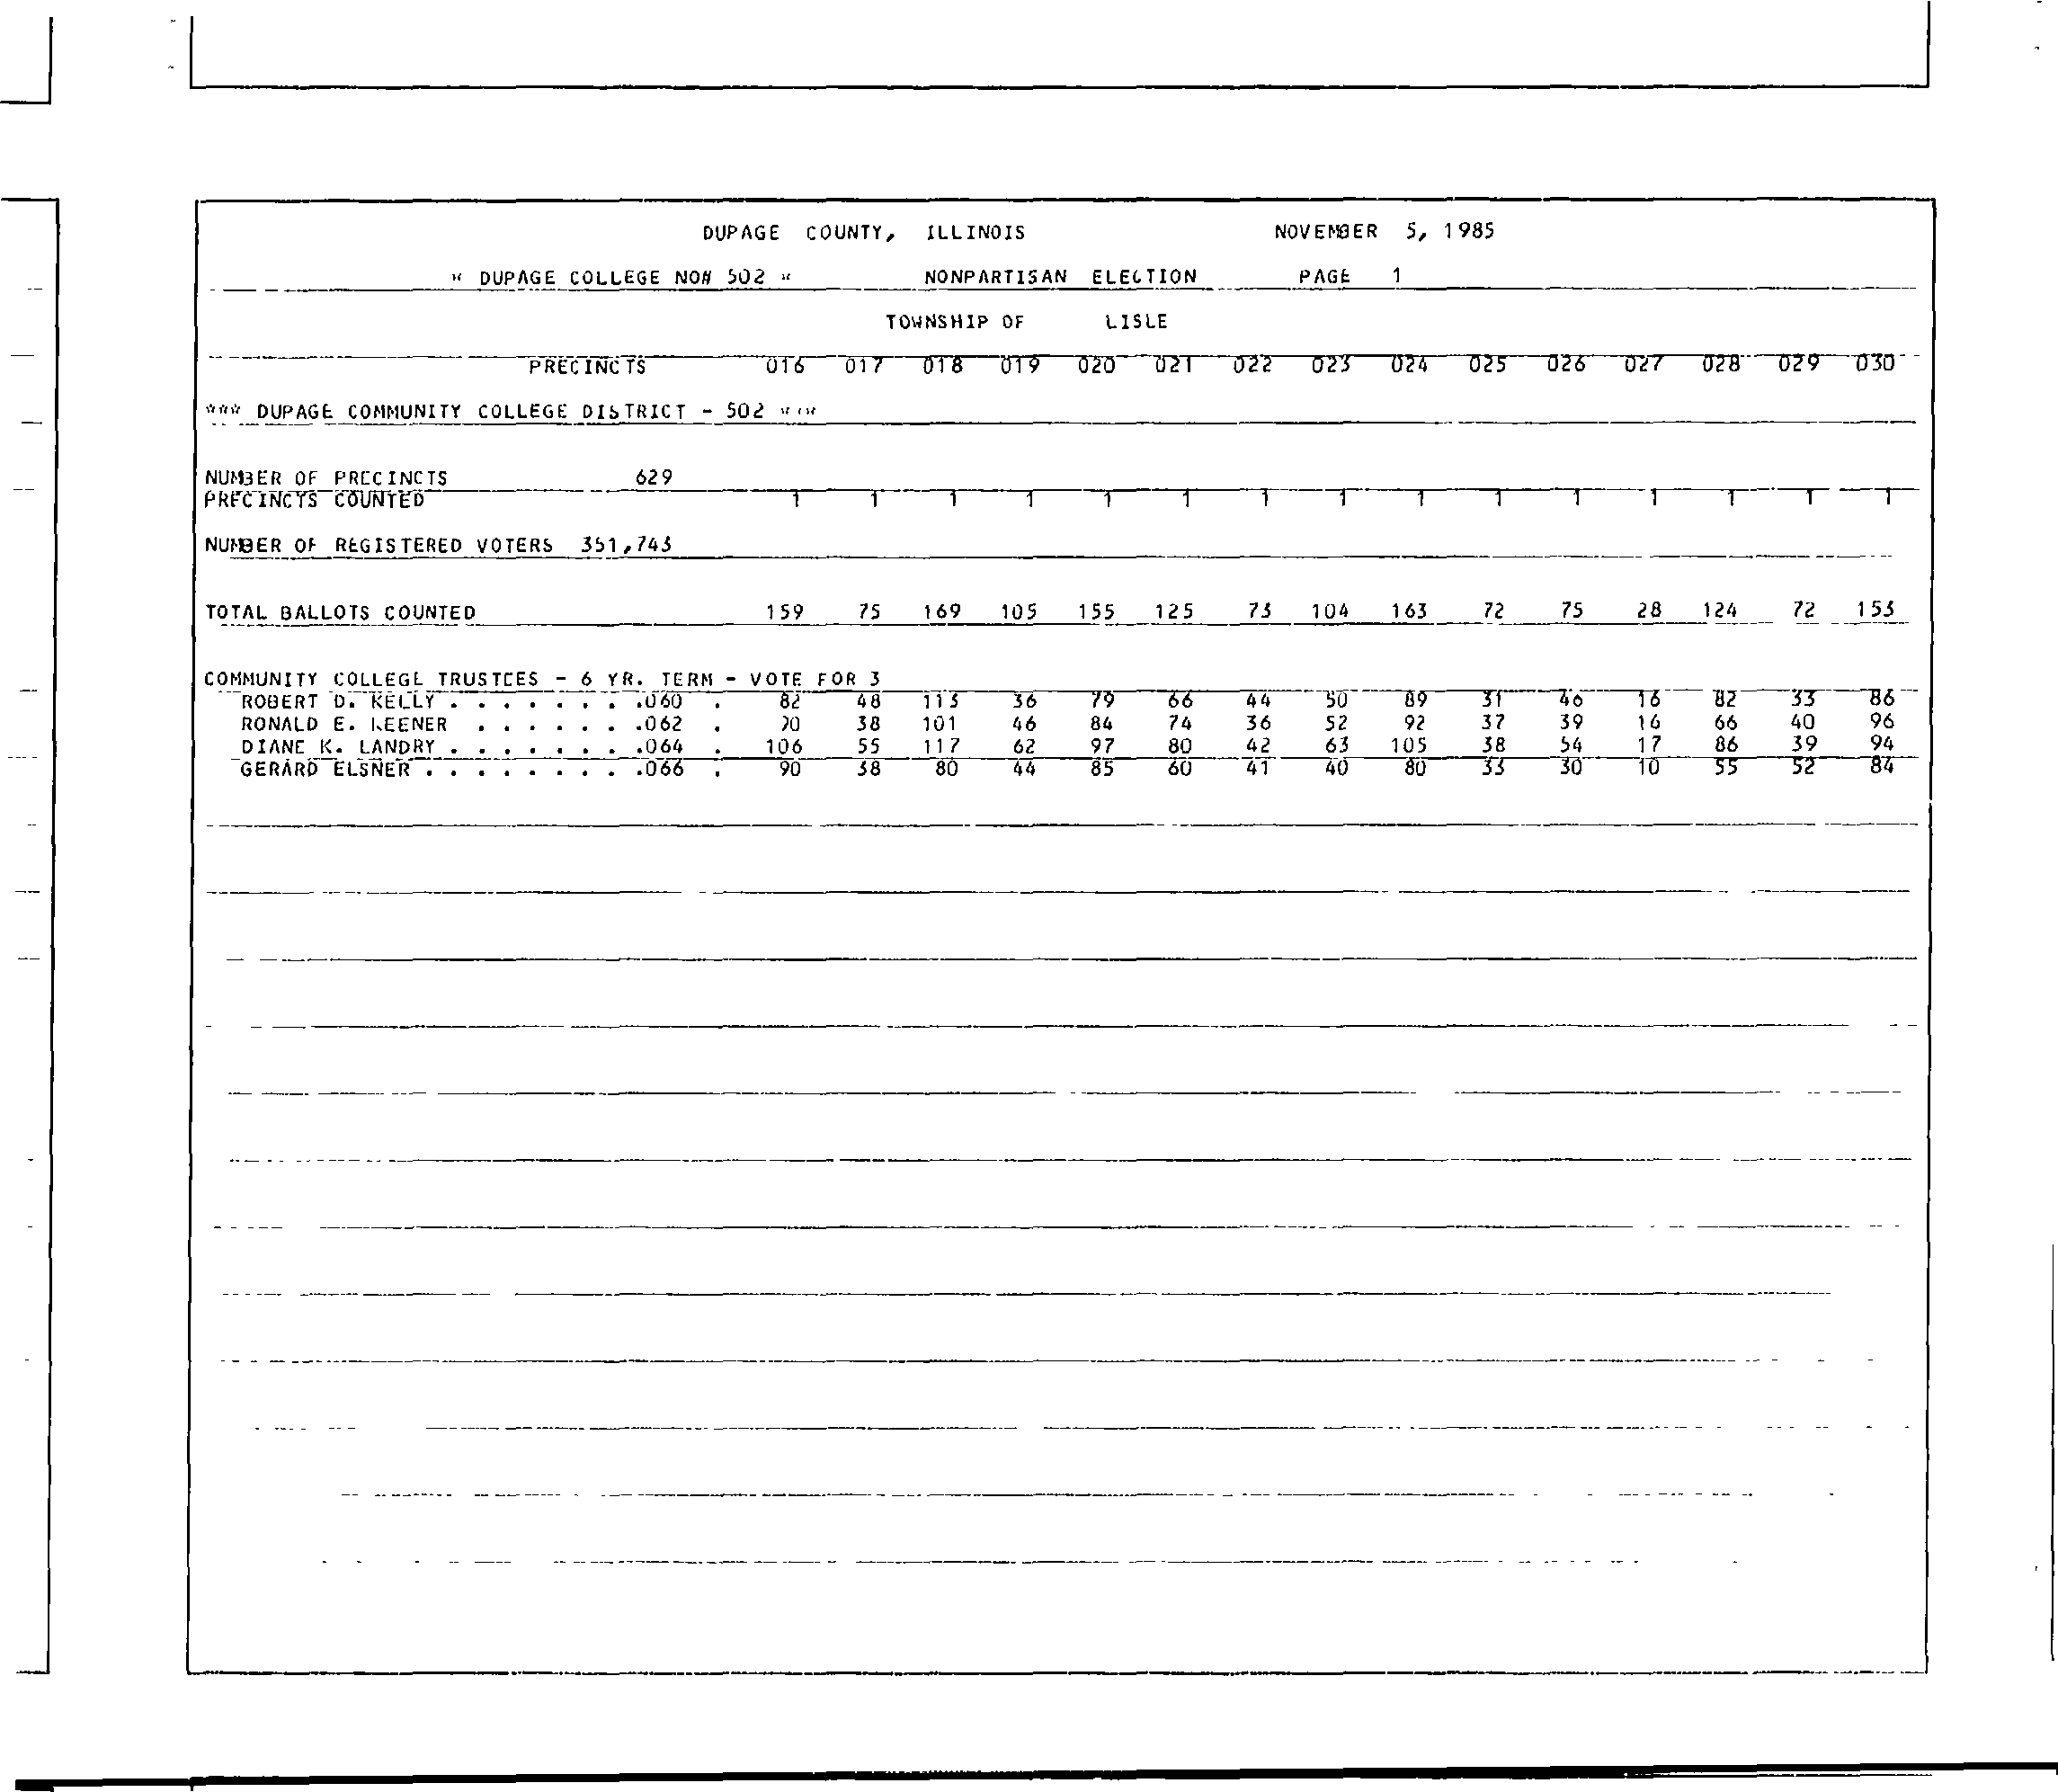 DUPAGE COUNTY, ILLINOIS NOVEMBER 5, 1985
* DUPAGE COLLEGE NO# 502 * NONPARTISAN ELECTION PAGE 1
TOWNSHIP OF LISLE
PRECINCTS 016 017 018 019 020 021 022 023 024 025 026 027 028 029 030
*** DUPAGE COMMUNITY COLLEGE DISTRICT - 502 ***
NUMBER OF PRECINCTS 629
PRECINCTS COUNTED 1 1 1 1 1 1 1 1 1 1 1 1 1 1 1
NUMBER OF REGISTERED VOTERS 351,743
TOTAL BALLOTS COUNTED 159 75 169 105 155 125 73 104 163 72 75 28 124 72 153
COMMUNITY COLLEGE TRUSTEES - 6 YR. TERM - VOTE FOR 3
ROBERT D. KELLY . . . . . . . .060 . 82 48 113 36 79 66 44 50 89 31 46 16 82 33 86
RONALD E. KEENER . . . . . . .062 . 38 101 46 84 74 36 52 92 37 39 16 66 40 96
DIANE K. LANDRY . . . . . . . .064 . 106 55 117 62 97 80 42 63 105 38 54 17 86 39 94
GERARD ELSNER . . . . . . . . .066 . 90 38 80 44 85 60 41 40 80 33 30 10 55 52 84